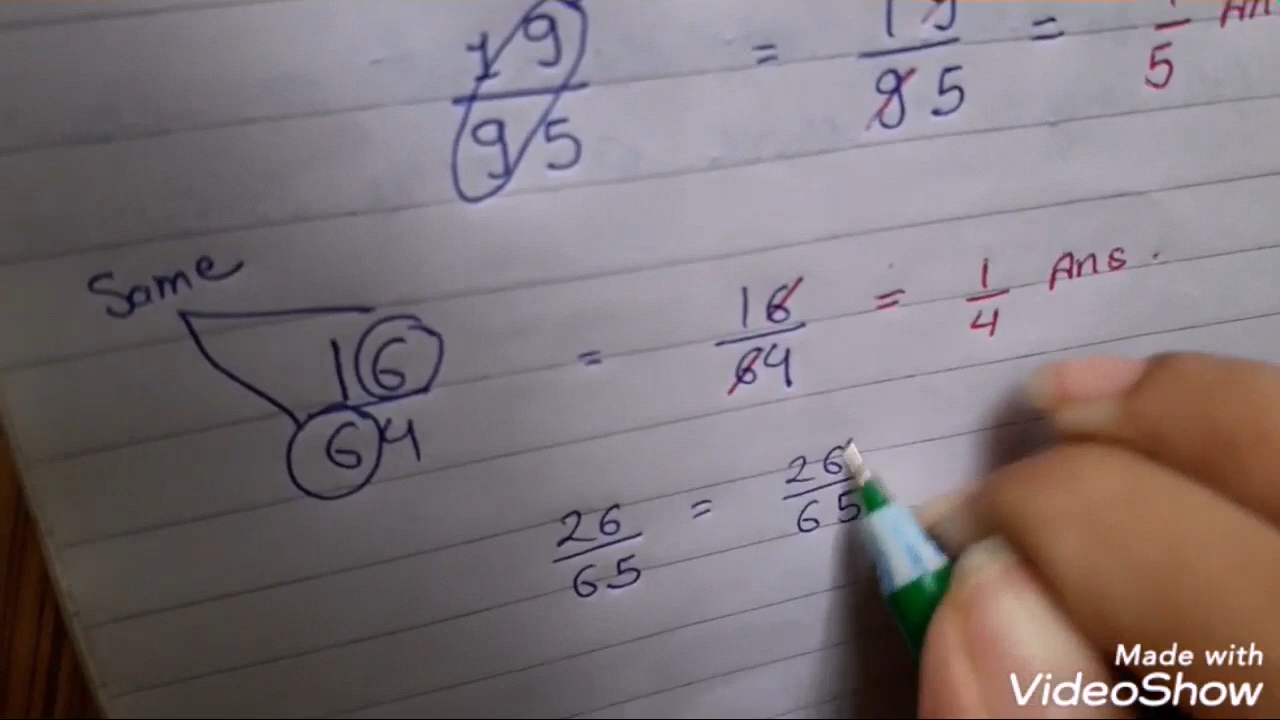 19/95 = 19/95 = 1/5 An
Same
16/64 = 16/64 = 1/4 Ans.
26/65 = 26/65
Made with
VideoShow